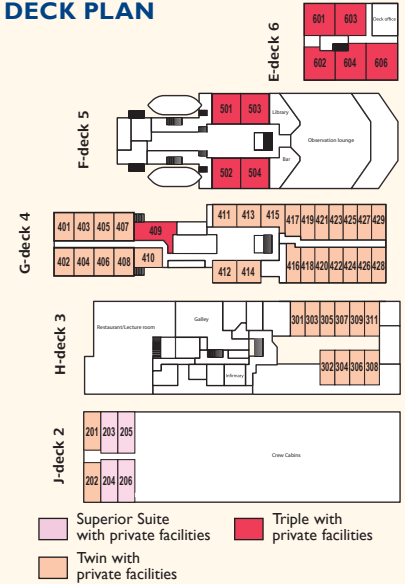 DECK PLAN
E-deck 6
601 603 Deck office
602 604 606
F-deck 5
501 503
Library
Observation lounge
Bar
502 504
G-deck 4
411 413 415
401 403 405 407 409 417 419 421 423 425 427 429
402 404 406 408 410 416 418 420 422 424 426 428
412 414
H-deck 3
Restaurant/Lecture room
Galley
301 303 305 307 309 311
Infirmary
302 304 306 308
J-deck 2
201 203 205
Crew Cabins
202 204 206
Superior Suite
with private facilities
Triple with
private facilities
Twin with
private facilities